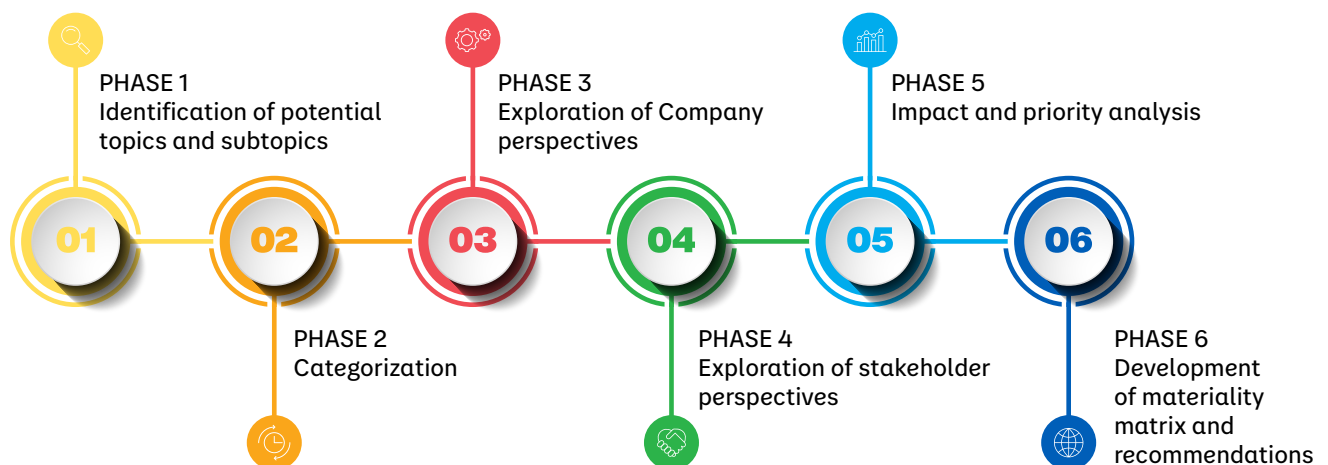 PHASE 1
Identification of potential
topics and subtopics
PHASE 3
Exploration of Company
perspectives
PHASE 5
Impact and priority analysis
01
02
03
04
05
06
PHASE 2
Categorization
PHASE 4
Exploration of stakeholder
perspectives
PHASE 6
Development
of materiality
matrix and
recommendations